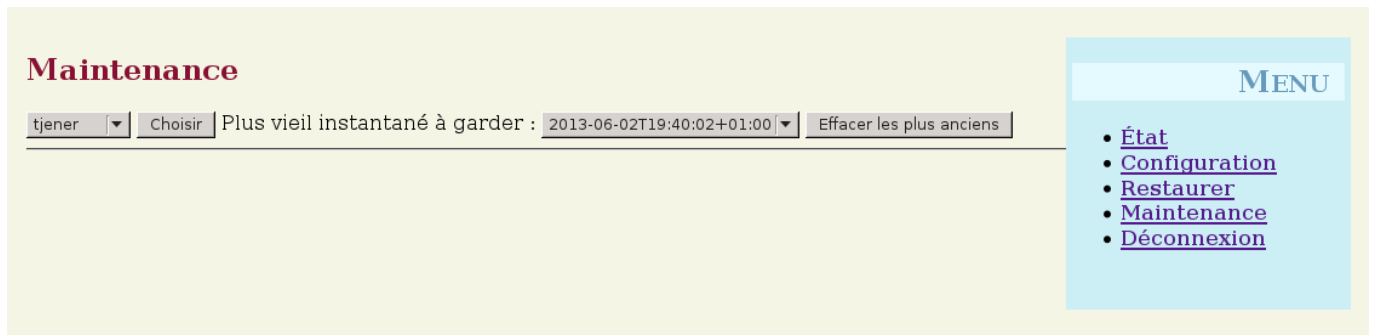 Maintenance
tjener Choisir Plus vieil instantané à garder : 2013-06-02T19:40:02+01:00 Effacer les plus anciens
MENU
État
Configuration
Restaurer
Maintenance
Déconnexion